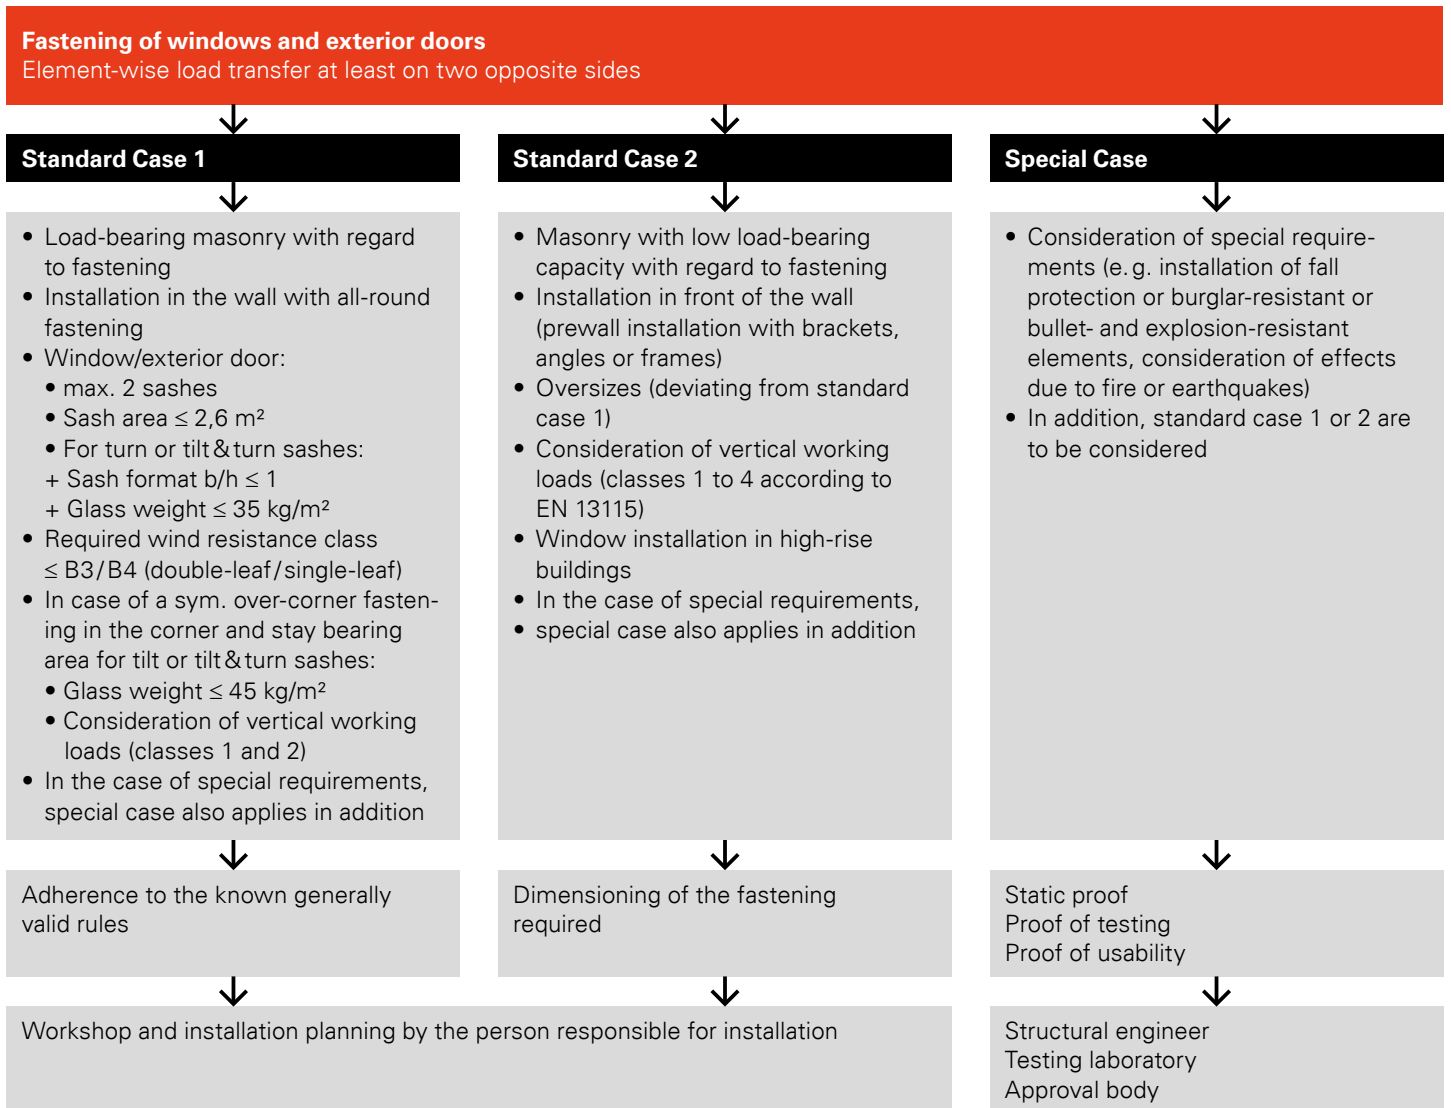 Fastening of windows and exterior doors
Element-wise load transfer at least on two opposite sides
Standard Case 1
• Load-bearing masonry with regard
to fastening
• Installation in the wall with all-round
fastening
• Window/exterior door:
• max. 2 sashes
• Sash area ≤ 2,6 m²
• For turn or tilt & turn sashes:
+ Sash format b/h ≤ 1
+ Glass weight ≤ 35 kg/m²
• Required wind resistance class
≤ B3/B4 (double-leaf/single-leaf)
• In case of a sym. over-corner fasten-
ing in the corner and stay bearing
area for tilt or tilt & turn sashes:
• Glass weight ≤ 45 kg/m²
• Consideration of vertical working
loads (classes 1 and 2)
• In the case of special requirements,
special case also applies in addition
Adherence to the known generally
valid rules
Standard Case 2
• Masonry with low load-bearing
capacity with regard to fastening
• Installation in front of the wall
(prewall installation with brackets,
angles or frames)
• Oversizes (deviating from standard
case 1)
• Consideration of vertical working
loads (classes 1 to 4 according to
EN 13115)
• Window installation in high-rise
buildings
• In the case of special requirements,
• special case also applies in addition
Dimensioning of the fastening
required
Workshop and installation planning by the person responsible for installation
Special Case
• Consideration of special require-
ments (e. g. installation of fall
protection or burglar-resistant or
bullet- and explosion-resistant
elements, consideration of effects
due to fire or earthquakes)
• In addition, standard case 1 or 2 are
to be considered
Static proof
Proof of testing
Proof of usability
Structural engineer
Testing laboratory
Approval body